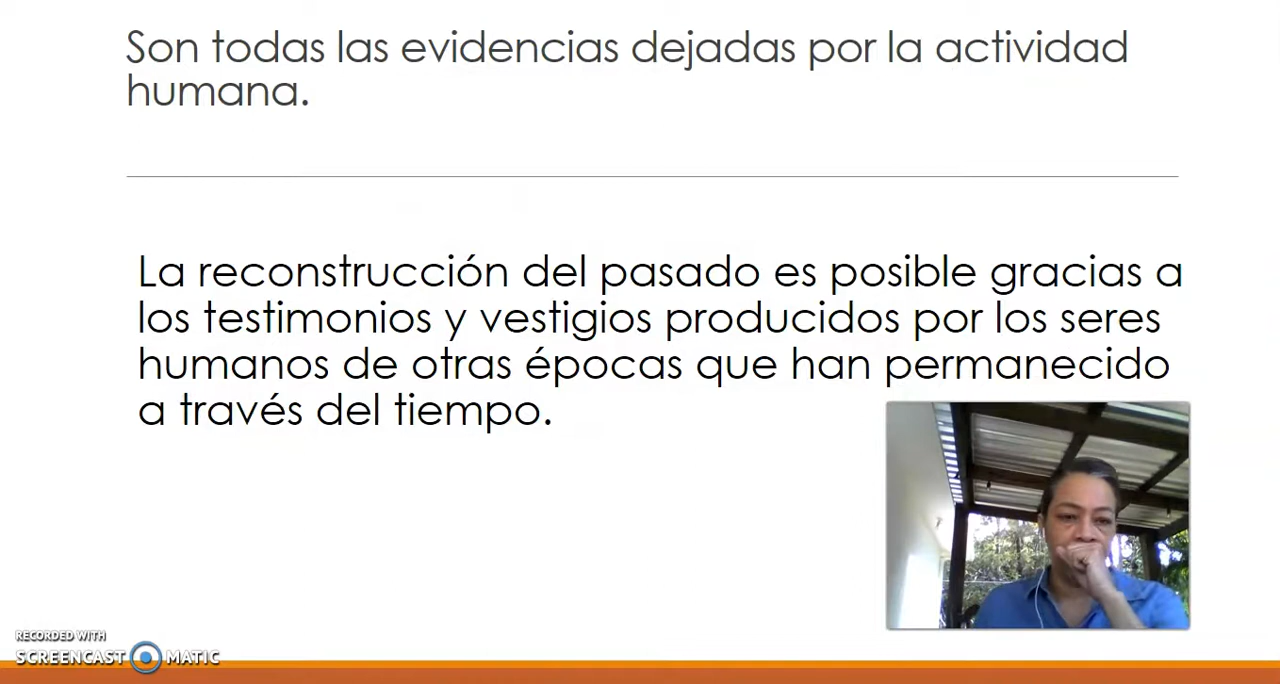 Son todas las evidencias dejadas por la actividad
humana.
La reconstrucción del pasado es posible gracias a
los testimonios y vestigios producidos por los seres
humanos de otras épocas que han permanecido
a través del tiempo.
RECORDED WITH
SCREENCAST MATIC